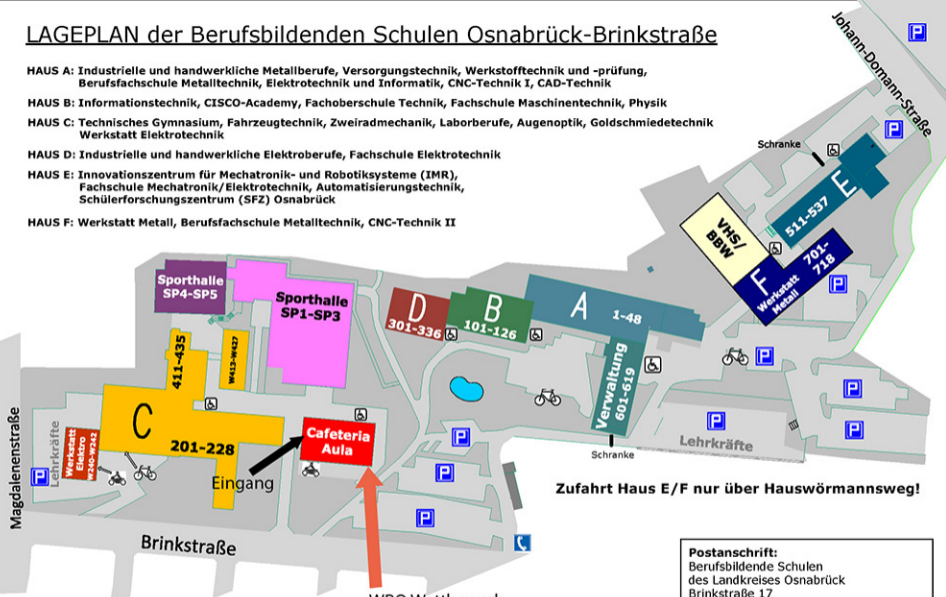 LAGEPLAN der Berufsbildenden Schulen Osnabrück-Brinkstraße
HAUS A: Industrielle und handwerkliche Metallberufe, Versorgungstechnik, Werkstofftechnik und -prüfung,
Berufsfachschule Metalltechnik, Elektrotechnik und Informatik, CNC-Technik I, CAD-Technik
HAUS B: Informationstechnik, CISCO-Academy, Fachoberschule Technik, Fachschule Maschinentechnik, Physik
HAUS C: Technisches Gymnasium, Fahrzeugtechnik, Zweiradmechanik, Laborberufe, Augenoptik, Goldschmiedetechnik
Werkstatt Elektrotechnik
HAUS D: Industrielle und handwerkliche Elektroberufe, Fachschule Elektrotechnik
HAUS E: Innovationszentrum für Mechatronik- und Robotiksysteme (IMR),
Fachschule Mechatronik/Elektrotechnik, Automatisierungstechnik,
Schülerforschungszentrum (SFZ) Osnabrück
HAUS F: Werkstatt Metall, Berufsfachschule Metalltechnik, CNC-Technik II
Johann-Domann-Straße
P
P
Schranke
E
511-537
VHS/
BBW
F
701-
718
Werkstatt
Metall
P
Sporthalle
SP4-SP5
Sporthalle
SP1-SP3
D
301-336
B
101-126
A
1-48
Verwaltung
601-619
Schranke
P
P
P
P
Lehrkräfte
411-435
W413-W427
C
201-228
Cafeteria
Aula
Eingang
Werkstatt
Elektro
W240-W242
Lehrkräfte
P
Magdalenenstraße
P
P
P
Brinkstraße
Zufahrt Haus E/F nur über Hauswörmannsweg!
Postanschrift:
Berufsbildende Schulen
des Landkreises Osnabrück
Brinkstraße 17